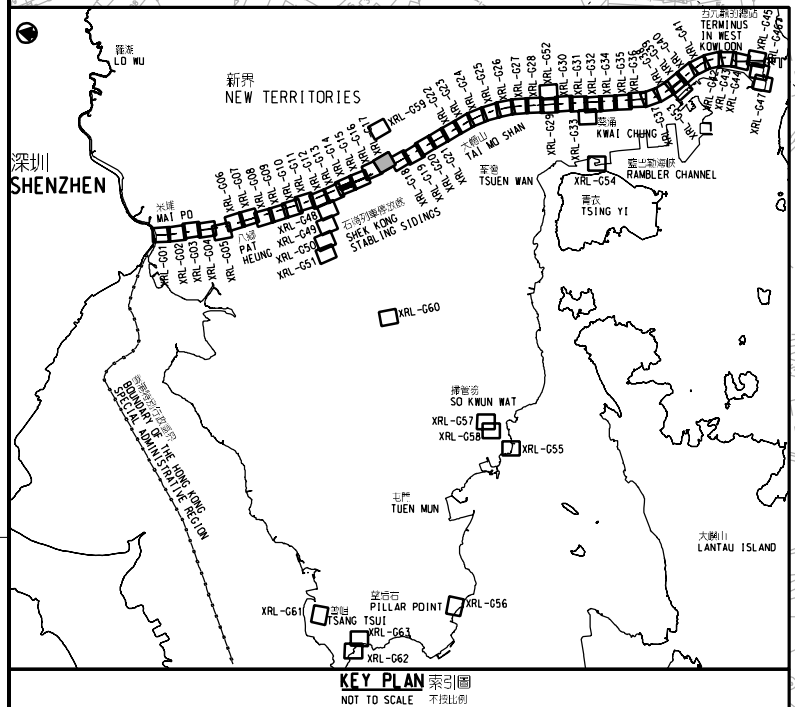 羅湖
LO WU
新界
NEW TERRITORIES
深圳
SHENZHEN
米埔
MAI PO
XRL-G01
XRL-G02
XRL-G03
XRL-G04
XRL-G05
XRL-G06
XRL-G07
XRL-G08
XRL-G09
XRL-G10
XRL-G11
XRL-G12
XRL-G13
XRL-G14
XRL-G15
XRL-G16
XRL-G59
八鄉
PAT
HEUNG
XRL-G48
XRL-G49
XRL-G50
XRL-G51
石崗列車停放處
SHEK KONG
STABLING SIDINGS
XRL-G18
XRL-G19
XRL-G20
XRL-G21
XRL-G22
XRL-G23
XRL-G24
XRL-G25
XRL-G26
XRL-G27
XRL-G28
XRL-G52
XRL-G29
XRL-G30
XRL-G31
XRL-G32
XRL-G33
XRL-G34
XRL-G35
XRL-G36
XRL-G40
XRL-G41
XRL-G42
XRL-G43
XRL-G44
XRL-G45
XRL-G47
TERMINUS
IN WEST
KOWLOON
大帽山
TAI MO SHAN
荃灣
TSUEN WAN
葵涌
KWAI CHUNG
XRL-G54
藍巴勒海峽
RAMBLER CHANNEL
青衣
TSING YI
XRL-G60
香港特別行政區界
BOUNDARY OF THE HONG KONG
SPECIAL ADMINISTRATIVE REGION
掃管笏
SO KWUN WAT
XRL-G57
XRL-G58
XRL-G55
屯門
TUEN MUN
大嶼山
LANTAU ISLAND
望后石
PILLAR POINT
XRL-G56
XRL-G61
曾咀
TSANG TSUI
XRL-G63
XRL-G62
KEY PLAN 索引圖
NOT TO SCALE 不按比例